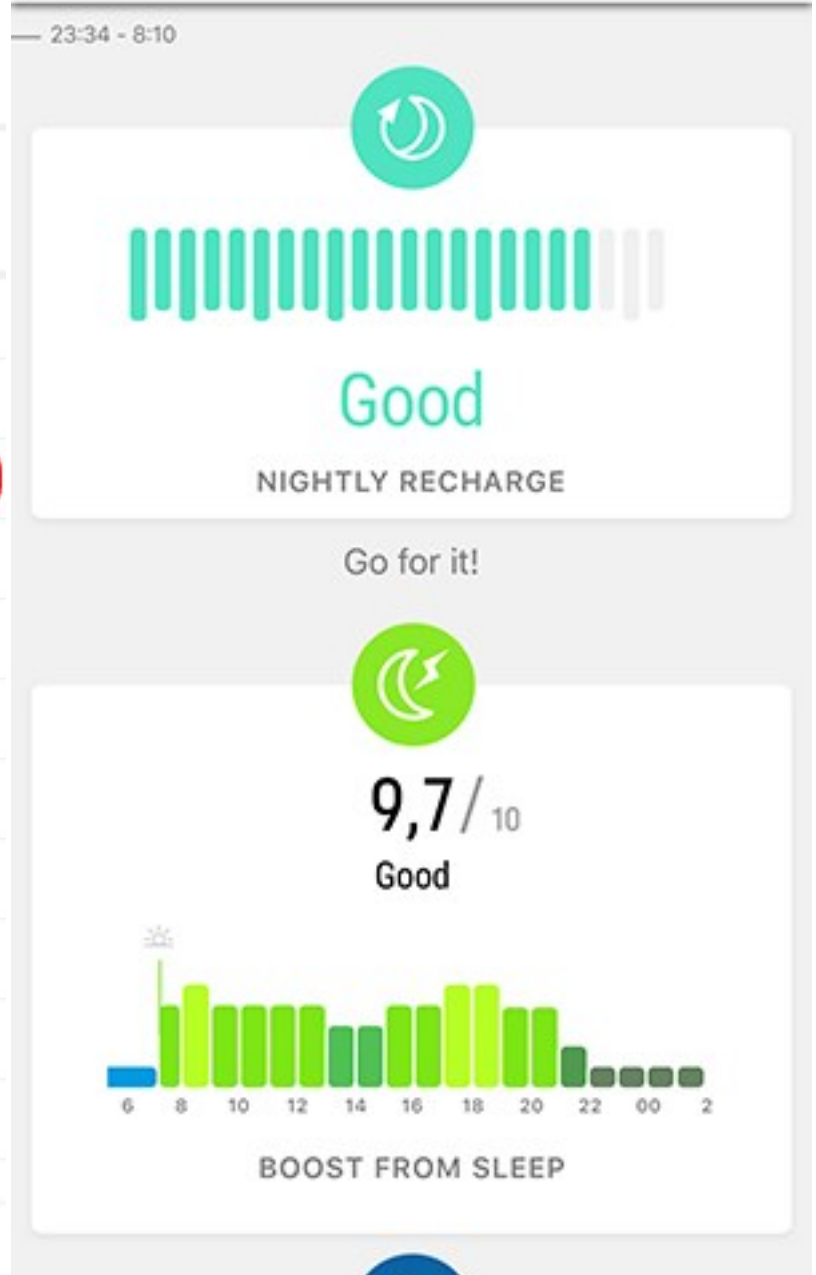 23:34 - 8:10
Good
NIGHTLY RECHARGE
Go for it!
9,7/ 10
Good
6 8 10 12 14 16 18 20 22 00 2
BOOST FROM SLEEP